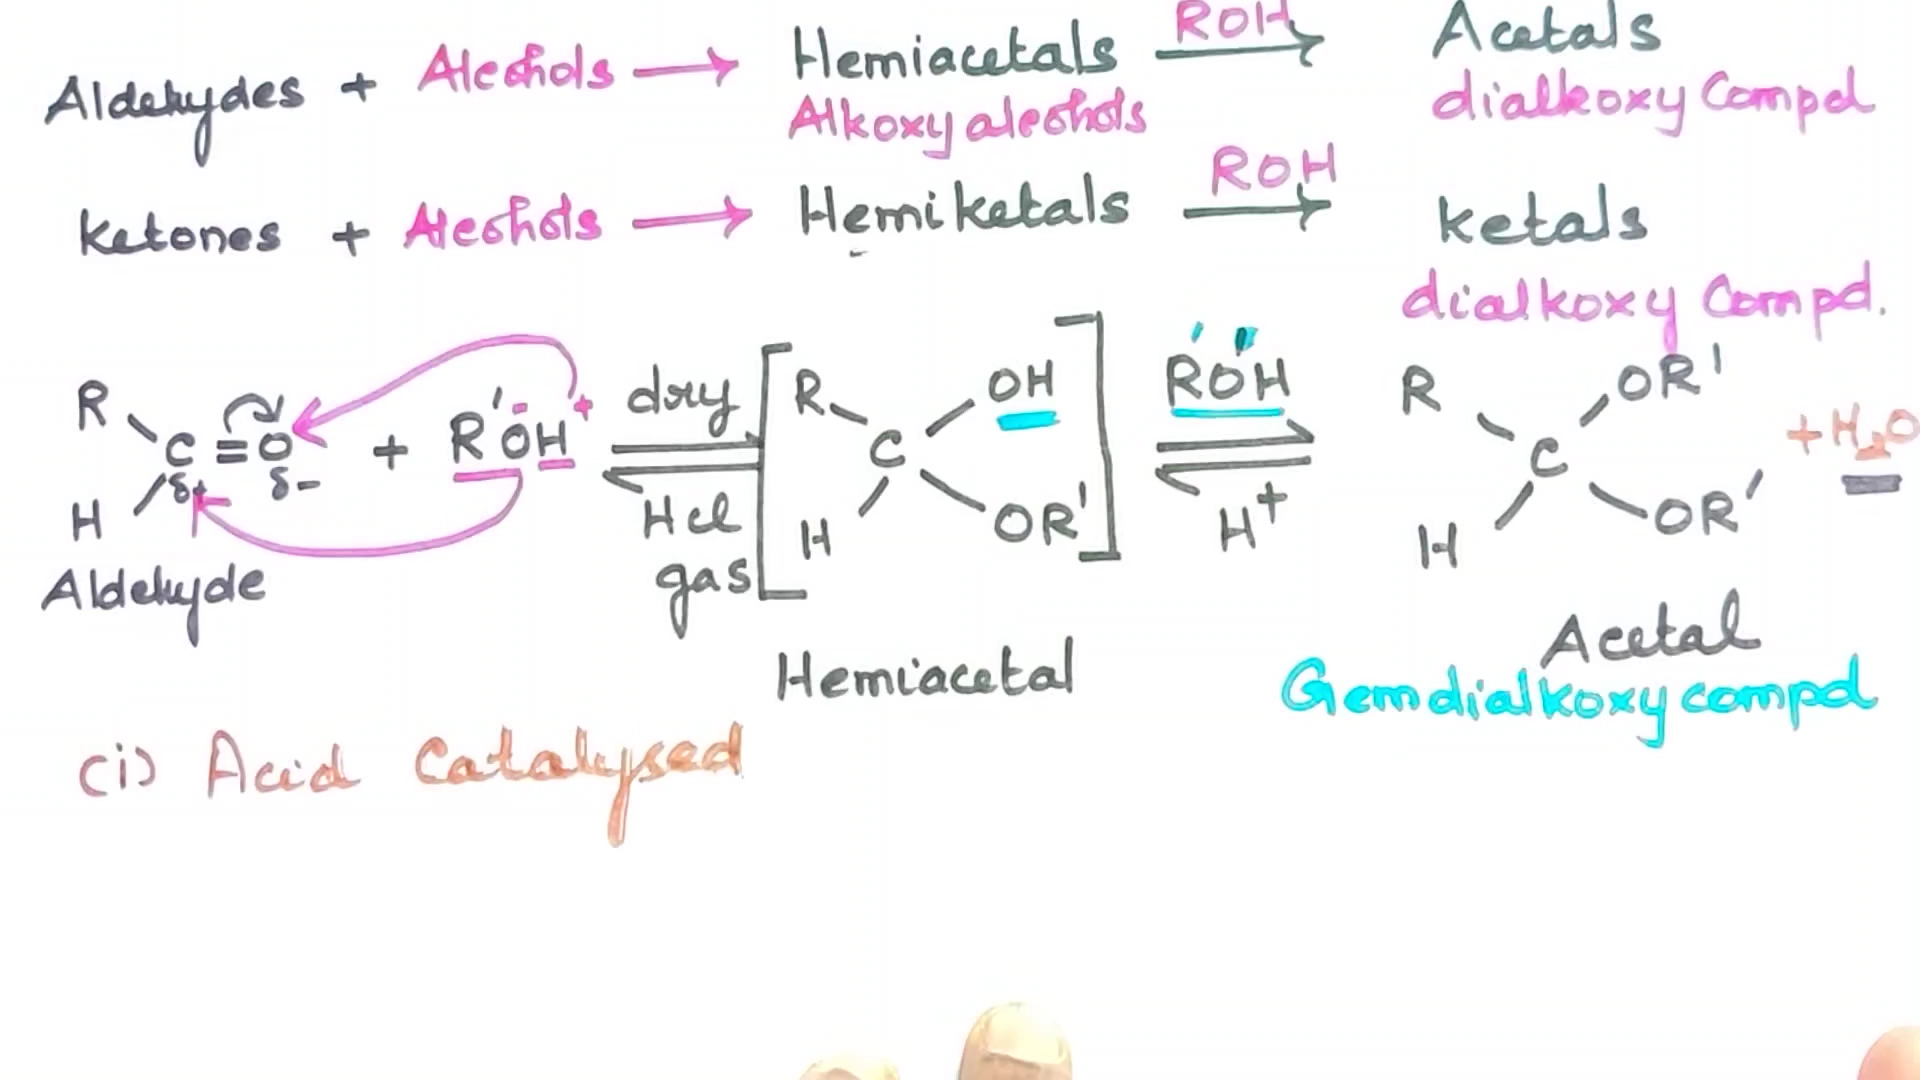 Aldehydes + Alcohols → Hemiacetals ROH→ Acetals
Alkoxy alcohols dialkoxy Compd
Ketones + Alcohols → Hemiketals ROH→ ketals
dialkoxy Compd.
R C=O H δ+ δ- + R'OH dry HCl gas [R C OH H OR'] R'OH H+ R C OR' H OR' + H₂O
Aldehyde
Hemiacetal
Acetal
Gemdialkoxy compd
(i) Acid Catalysed